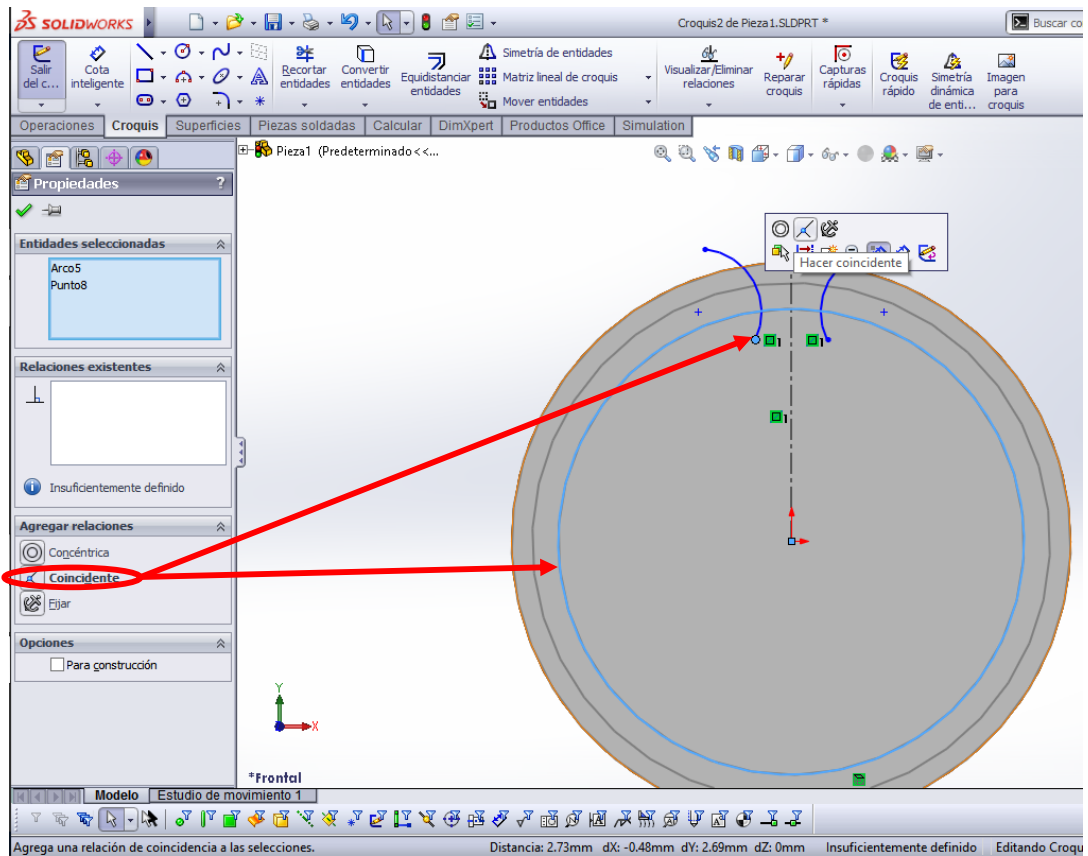 SOLIDWORKS
Croquis2 de Pieza1.SLDPRT *
Buscar co
Salir del c...
Cota inteligente
Recortar entidades
Convertir entidades
Equidistanciar entidades
Simetría de entidades
Matriz lineal de croquis
Mover entidades
Visualizar/Eliminar relaciones
Reparar croquis
Capturas rápidas
Croquis rápido
Simetría dinámica de enti...
Imagen para croquis
Operaciones Croquis Superficies Piezas soldadas Calcular DimXpert Productos Office Simulation
Pieza1 (Predeterminado<<...
Propiedades ?
Entidades seleccionadas
Arco5
Punto8
Relaciones existentes
Insuficientemente definido
Agregar relaciones
Concéntrica
Coincidente
Fijar
Opciones
Para construcción
Hacer coincidente
1
1
1
Y
X
*Frontal
Modelo Estudio de movimiento 1
Agrega una relación de coincidencia a las selecciones. Distancia: 2.73mm dX: -0.48mm dY: 2.69mm dZ: 0mm Insuficientemente definido Editando Croqu